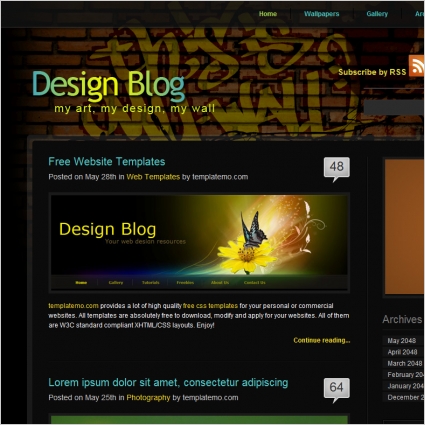 Home Wallpapers Gallery
Subscribe by RSS
Design Blog
my art, my design, my wall
Free Website Templates
48
Posted on May 28th in Web Templates by templatemo.com
Design Blog
Your web design resources
Home Gallery Tutorials Freebies About Us Contact Us
templatemo.com provides a lot of high quality free css templates for your personal or commercial
websites. All templates are absolutely free to download, modify and apply for your websites. All of them
are W3C standard compliant XHTML/CSS layouts. Enjoy!
Continue reading...
Archives
May 2048
April 2048
March 2048
February 204
January 204
December 2
Lorem ipsum dolor sit amet, consectetur adipiscing
64
Posted on May 25th in Photography by templatemo.com